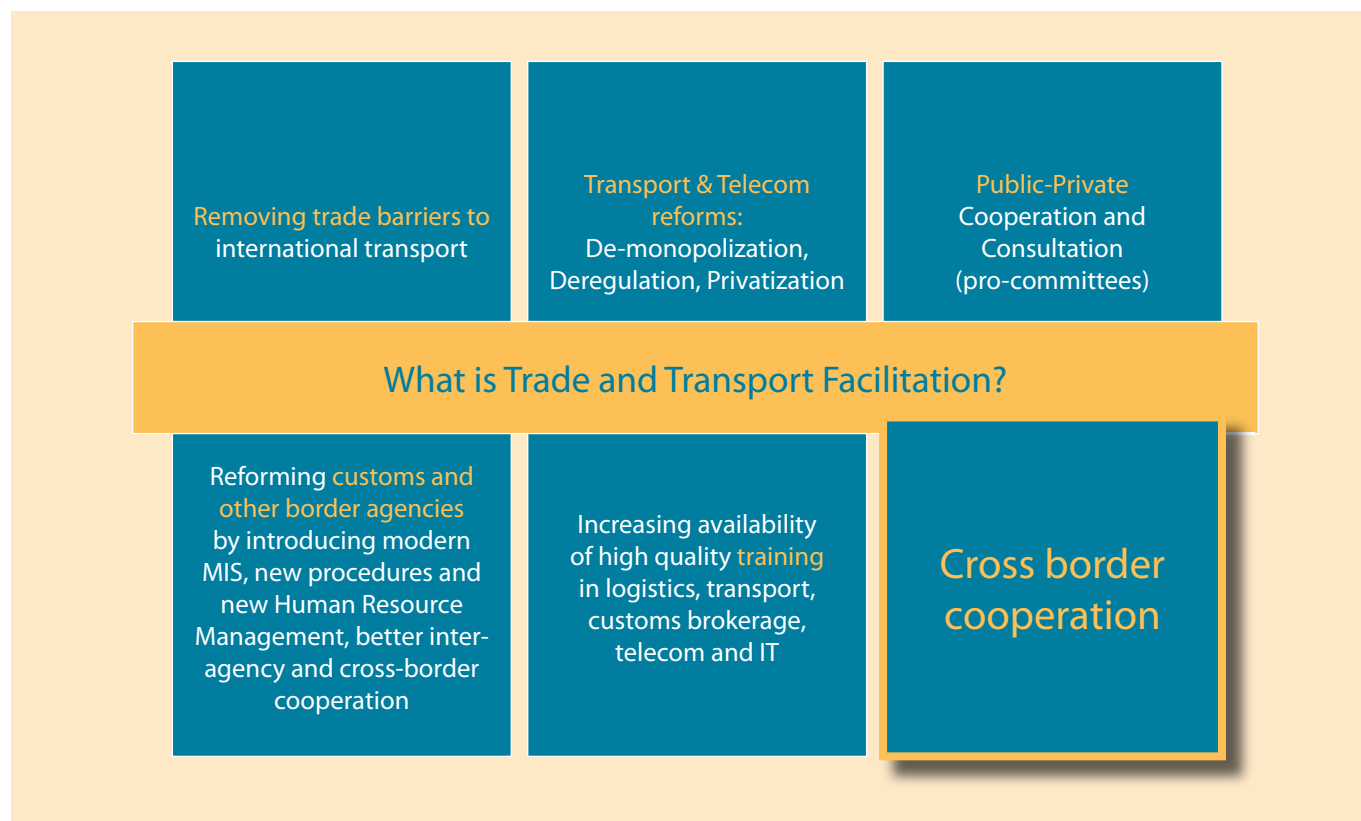 Removing trade barriers to
international transport
Transport & Telecom
reforms:
De-monopolization,
Deregulation, Privatization
Public-Private
Cooperation and
Consultation
(pro-committees)
What is Trade and Transport Facilitation?
Reforming customs and
other border agencies
by introducing modern
MIS, new procedures and
new Human Resource
Management, better inter-
agency and cross-border
cooperation
Increasing availability
of high quality training
in logistics, transport,
customs brokerage,
telecom and IT
Cross border
cooperation